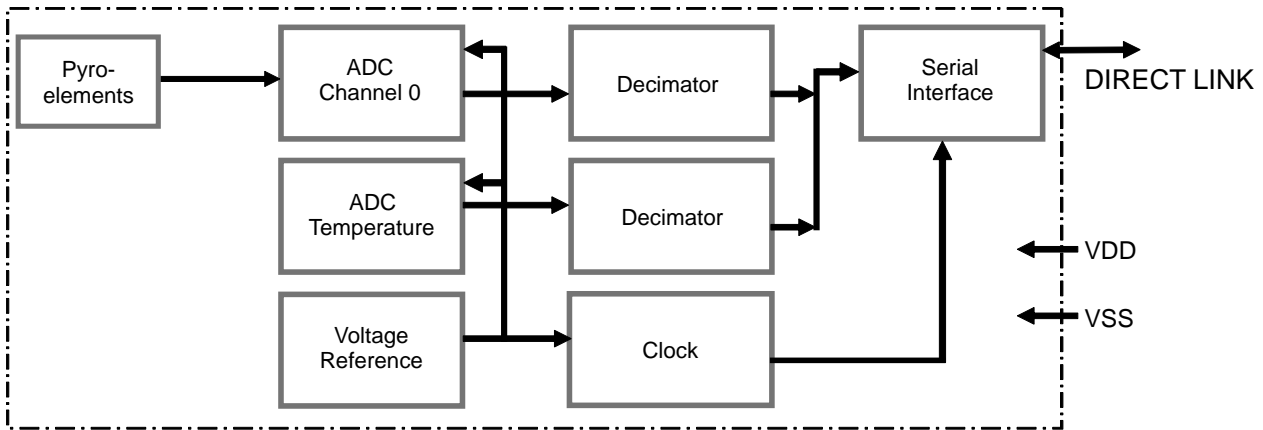 Pyro-
elements
ADC
Channel 0
Decimator
Serial
Interface
DIRECT LINK
ADC
Temperature
Decimator
VDD
VSS
Voltage
Reference
Clock